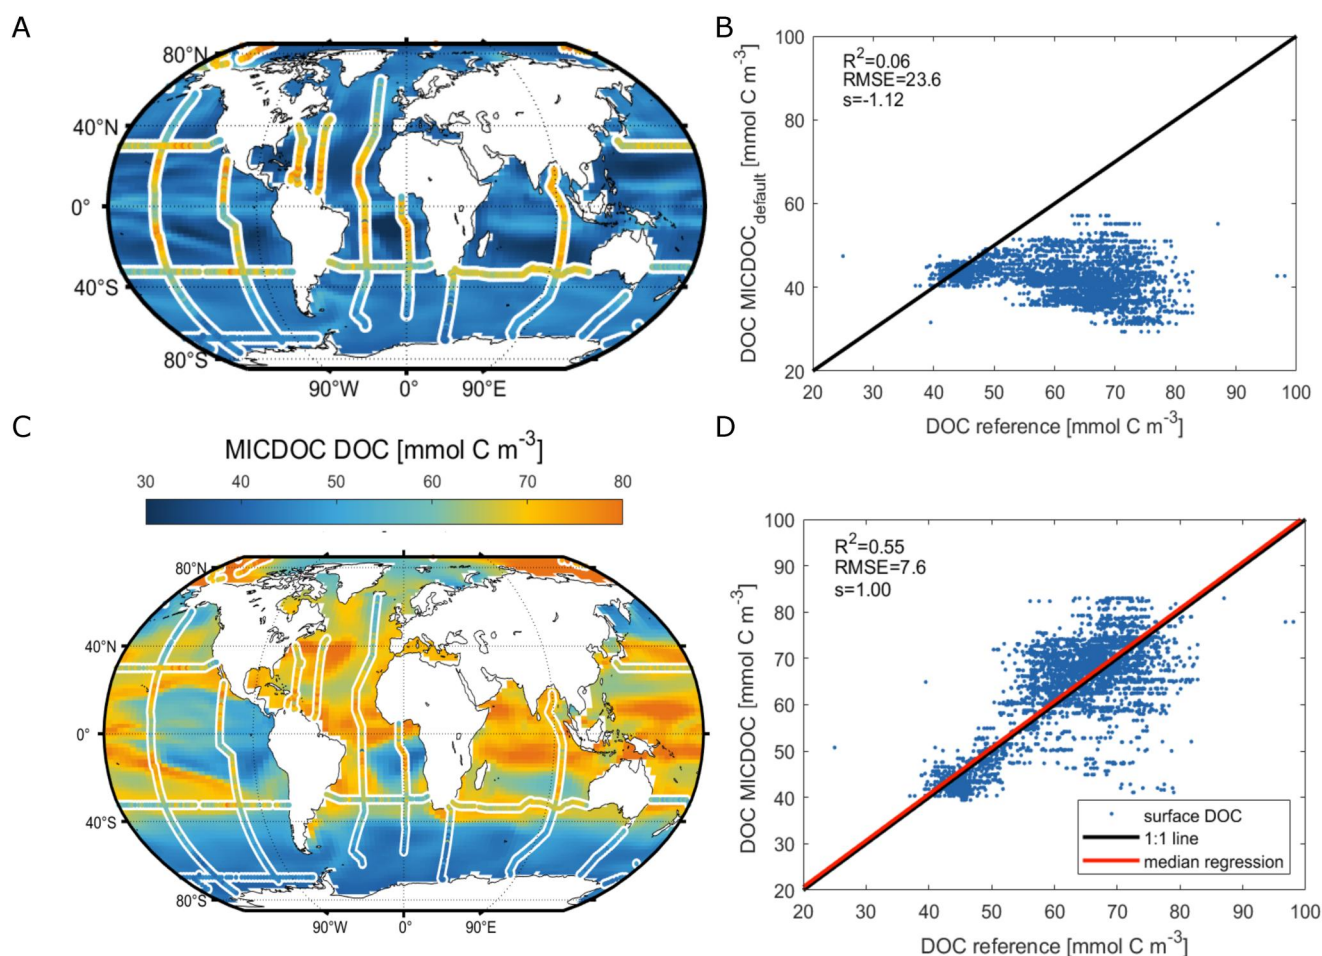 A
80°N
40°N
0°
40°S
80°S
90°W 0° 90°E
B
100
80
60
40
20
20 30 40 50 60 70 80 90 100
R²=0.06
RMSE=23.6
s=-1.12
DOC MICDOC_default [mmol C m⁻³]
DOC reference [mmol C m⁻³]
C
MICDOC DOC [mmol C m⁻³]
30 40 50 60 70 80
80°N
40°N
0°
40°S
80°S
90°W 0° 90°E
D
100
90
80
70
60
50
40
30
20
20 30 40 50 60 70 80 90 100
R²=0.55
RMSE=7.6
s=1.00
DOC MICDOC [mmol C m⁻³]
surface DOC
1:1 line
median regression
DOC reference [mmol C m⁻³]